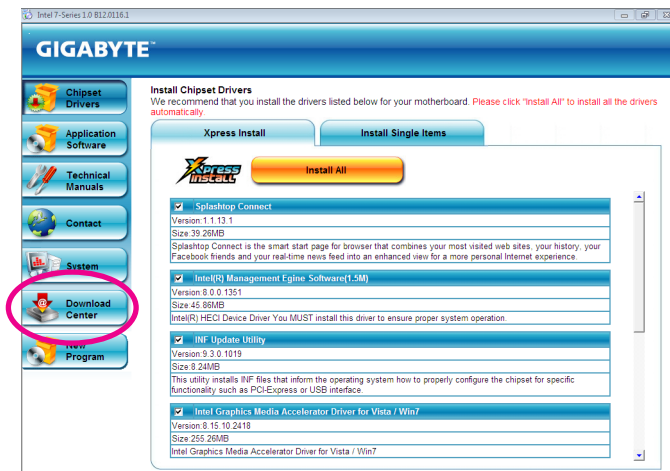 Intel 7-Series 1.0 B12.0116.1
GIGABYTE™
Chipset
Drivers
Application
Software
Technical
Manuals
Contact
System
Download
Center
New
Program
Install Chipset Drivers
We recommend that you install the drivers listed below for your motherboard. Please click "Install All" to install all the drivers
automatically.
Xpress Install
Install Single Items
Xpress
Install
Install All
Splashtop Connect
Version:1.1.13.1
Size:39.26MB
Splashtop Connect is the smart start page for browser that combines your most visited web sites, your history, your
Facebook friends and your real-time news feed into an enhanced view for a more personal Internet experience.
Intel(R) Management Egine Software(1.5M)
Version:8.0.0.1351
Size:45.86MB
Intel(R) HECI Device Driver You MUST install this driver to ensure proper system operation.
INF Update Utility
Version:9.3.0.1019
Size:8.24MB
This utility installs INF files that inform the operating system how to properly configure the chipset for specific
functionality such as PCI-Express or USB interface.
Intel Graphics Media Accelerator Driver for Vista / Win7
Version:8.15.10.2418
Size:255.26MB
Intel Graphics Media Accelerator Driver for Vista / Win7